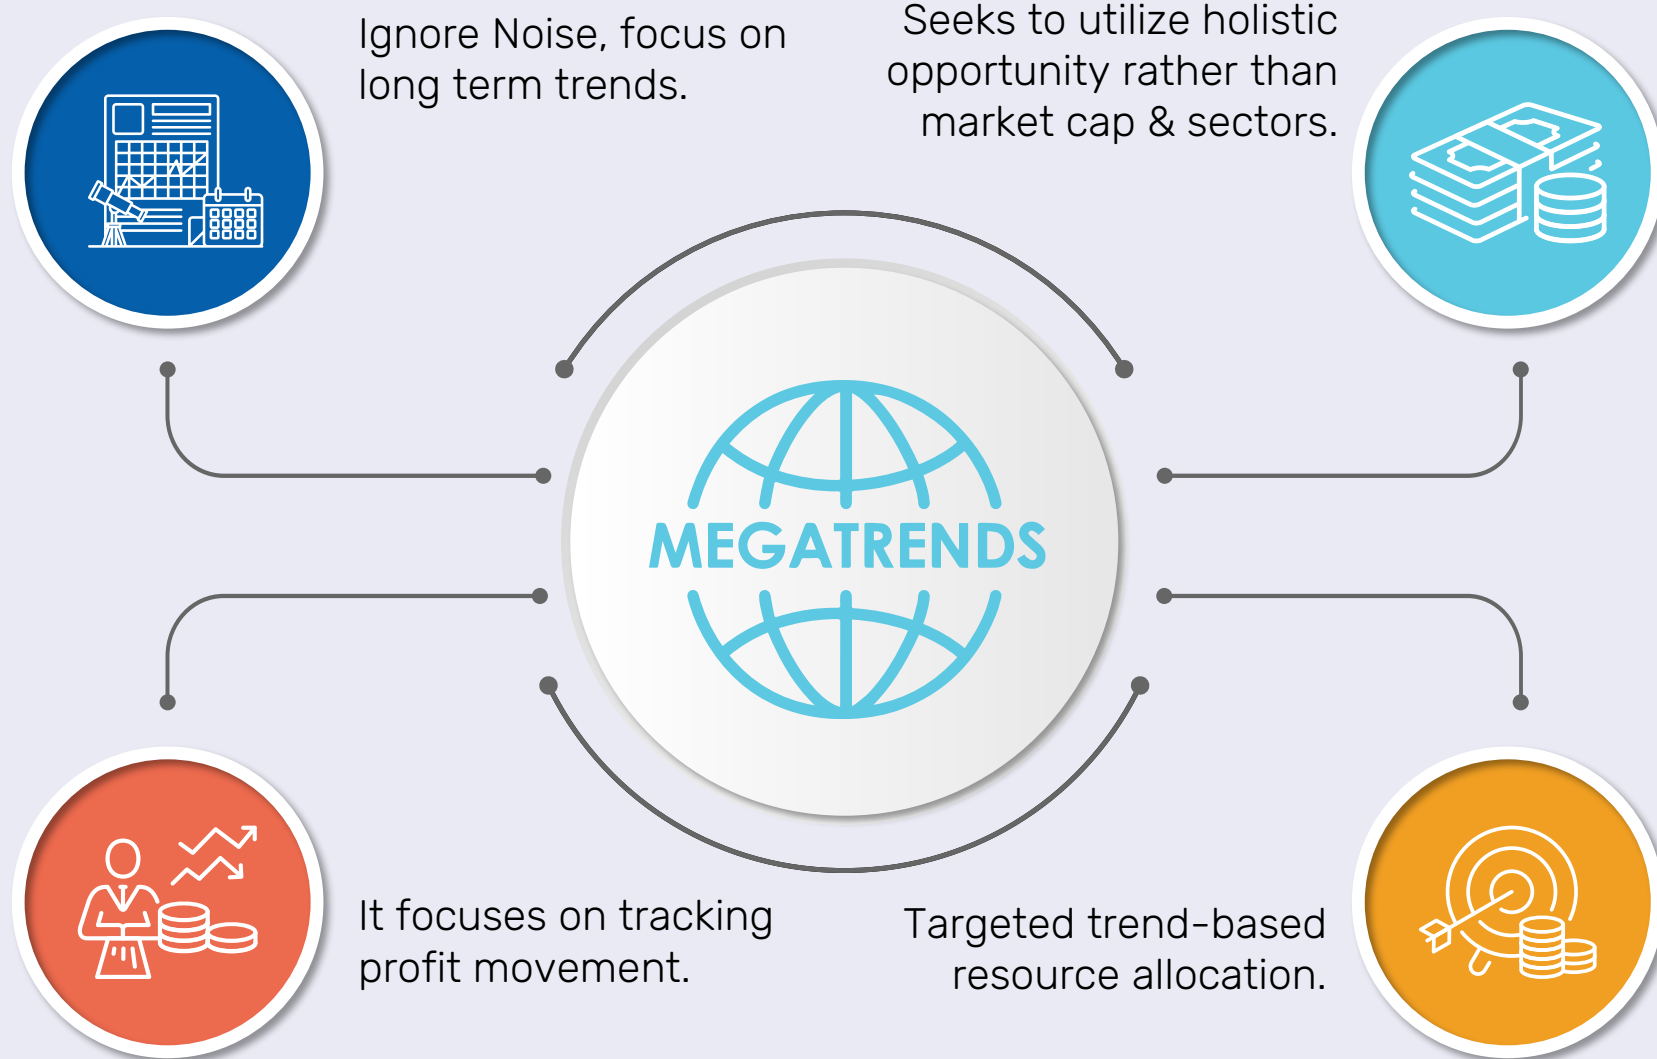 Ignore Noise, focus on
long term trends.
Seeks to utilize holistic
opportunity rather than
market cap & sectors.
MEGATRENDS
It focuses on tracking
profit movement.
Targeted trend-based
resource allocation.